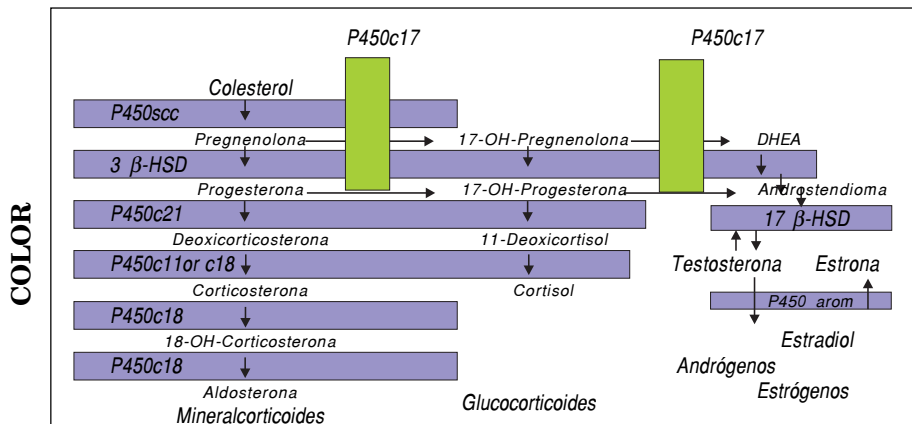 COLOR
P450c17 P450c17
Colesterol
P450scc
Pregnenolona 17-OH-Pregnenolona DHEA
3 β-HSD
Progesterona 17-OH-Progesterona Androstendioma
P450c21 17 β-HSD
Deoxicorticosterona 11-Deoxicortisol
P450c11or c18 Testosterona Estrona
Corticosterona Cortisol
P450 arom
P450c18
18-OH-Corticosterona Estradiol
P450c18 Andrógenos
Aldosterona Estrógenos
Mineralcorticoides Glucocorticoides